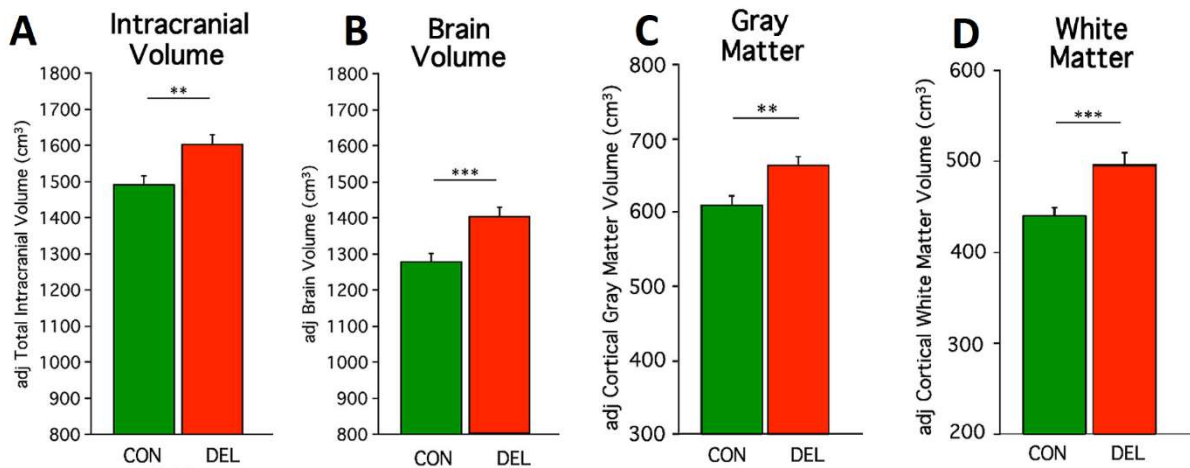 A
Intracranial
Volume
adj Total Intracranial Volume (cm³)
1800
1700
1600
1500
1400
1300
1200
1100
1000
900
800
**
CON DEL
B
Brain
Volume
adj Brain Volume (cm³)
1800
1700
1600
1500
1400
1300
1200
1100
1000
900
800
***
CON DEL
C
Gray
Matter
adj Cortical Gray Matter Volume (cm³)
800
700
600
600
400
300
**
CON DEL
D
White
Matter
adj Cortical White Matter Volume (cm³)
600
500
400
300
200
***
CON DEL